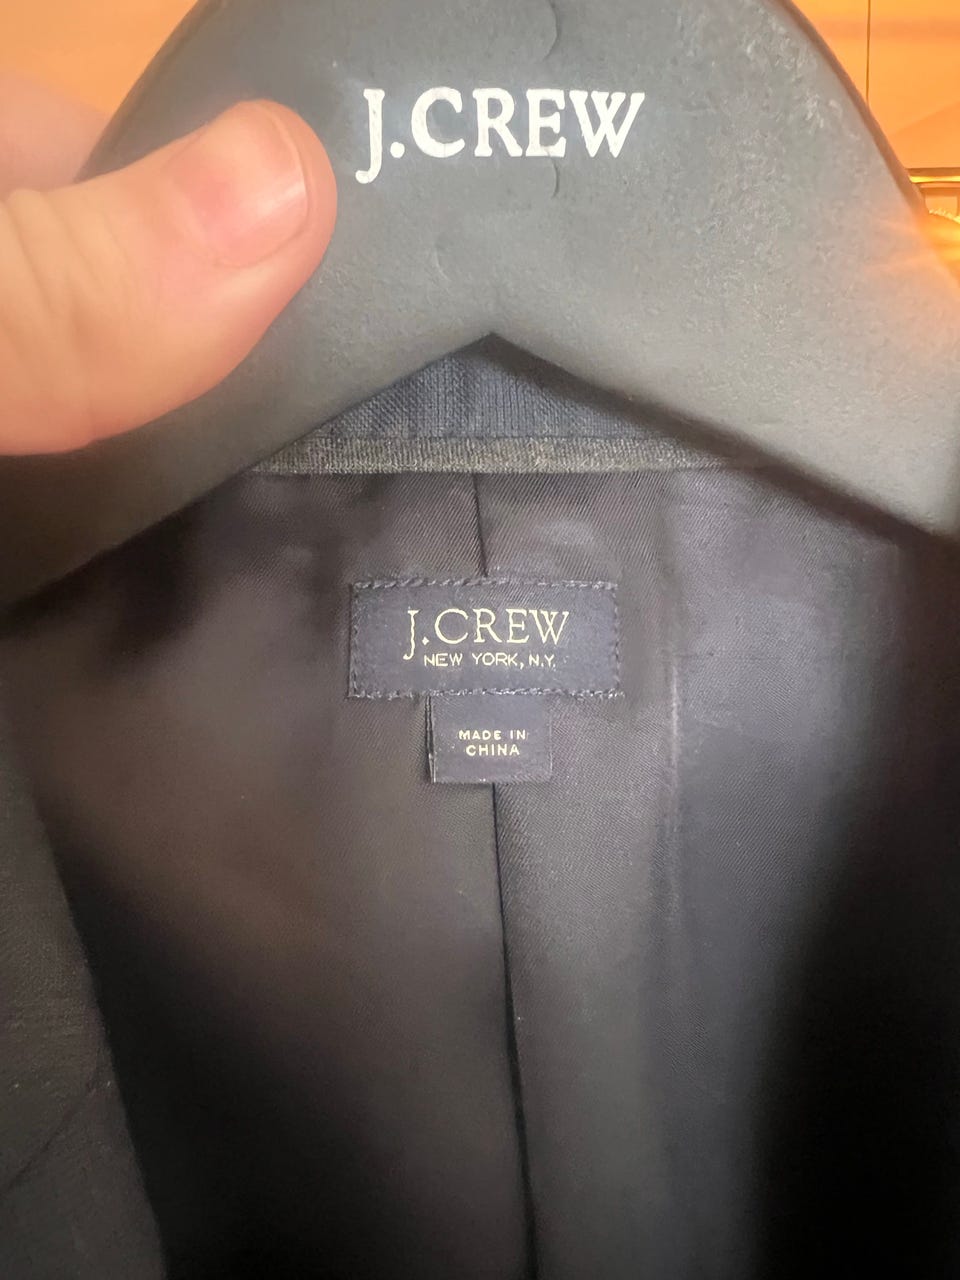 J.CREW
J.CREW
NEW YORK, N.Y.
MADE IN
CHINA